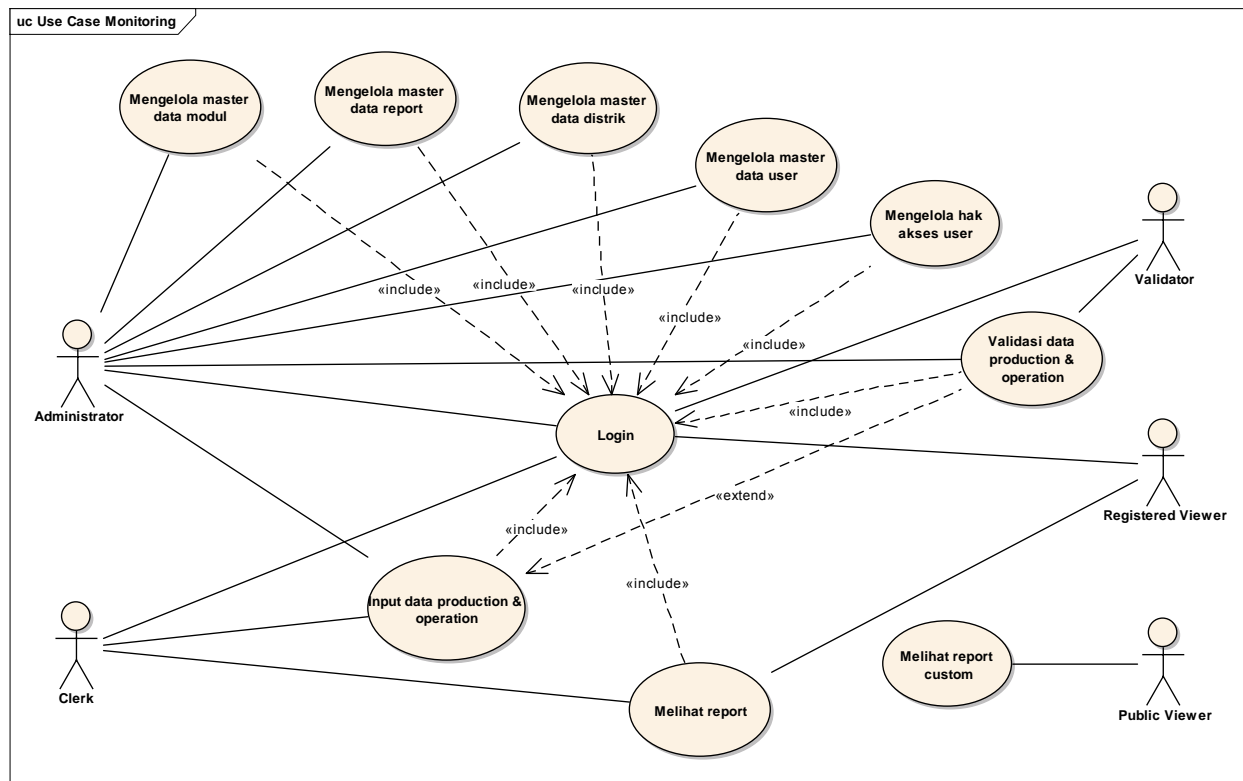 uc Use Case Monitoring
Mengelola master
data modul
Mengelola master
data report
Mengelola master
data distrik
Mengelola master
data user
Mengelola hak
akses user
Validator
«include»
«include»
«include»
«include»
«include»
Validasi data
production &
operation
Administrator
«include»
Login
«extend»
Registered Viewer
«include»
«include»
Input data production &
operation
Clerk
Melihat report
Melihat report
custom
Public Viewer